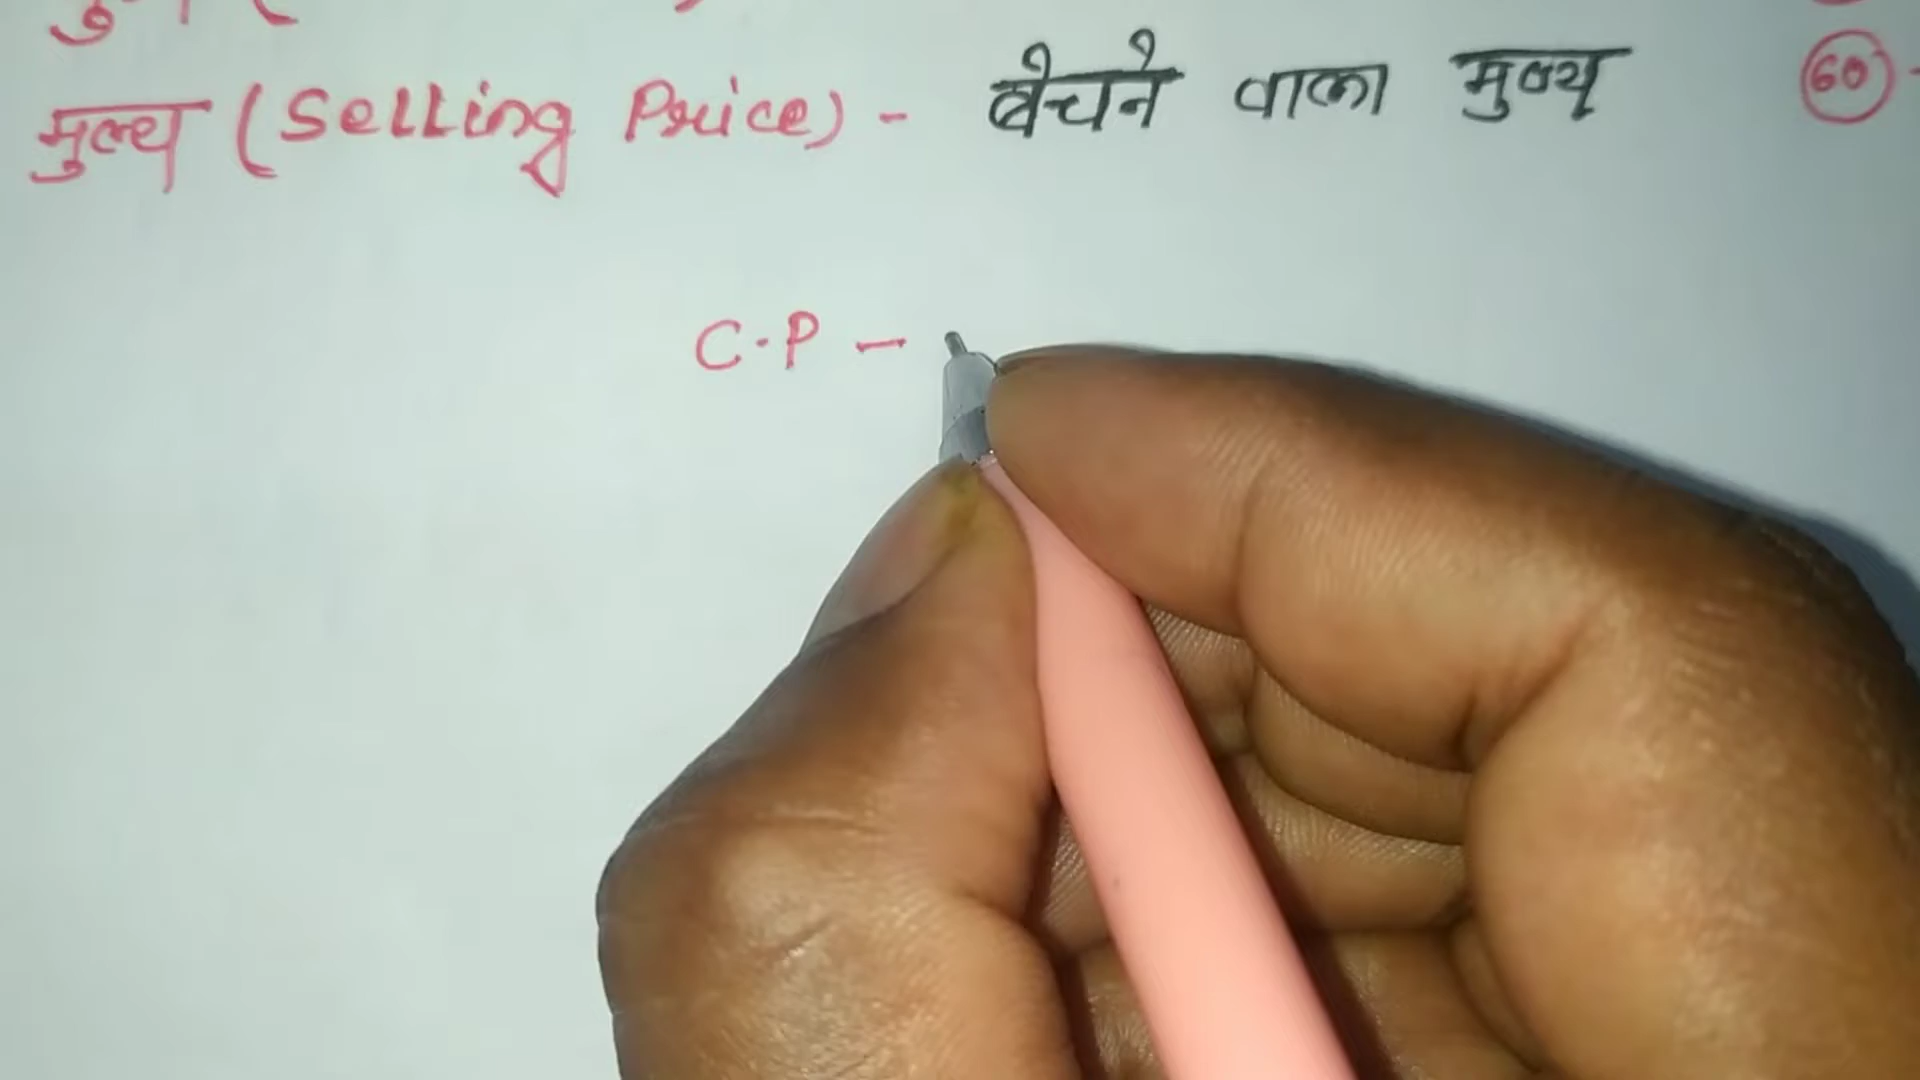 मुल्य (Selling Price) - बेचने वाला मुल्य 60 -
C.P -